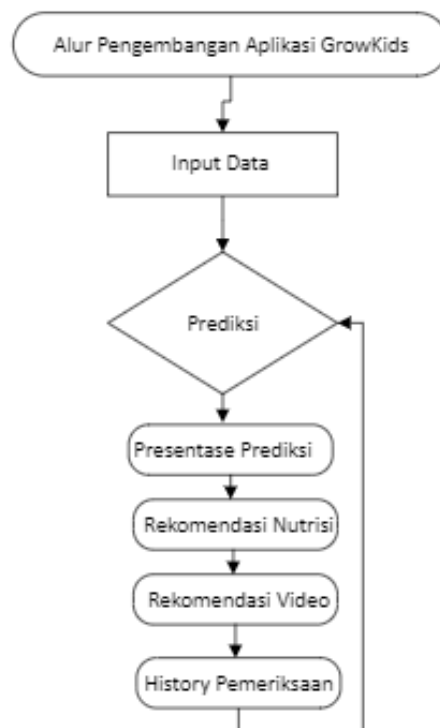 Alur Pengembangan Aplikasi GrowKids
Input Data
Prediksi
Presentase Prediksi
Rekomendasi Nutrisi
Rekomendasi Video
History Pemeriksaan